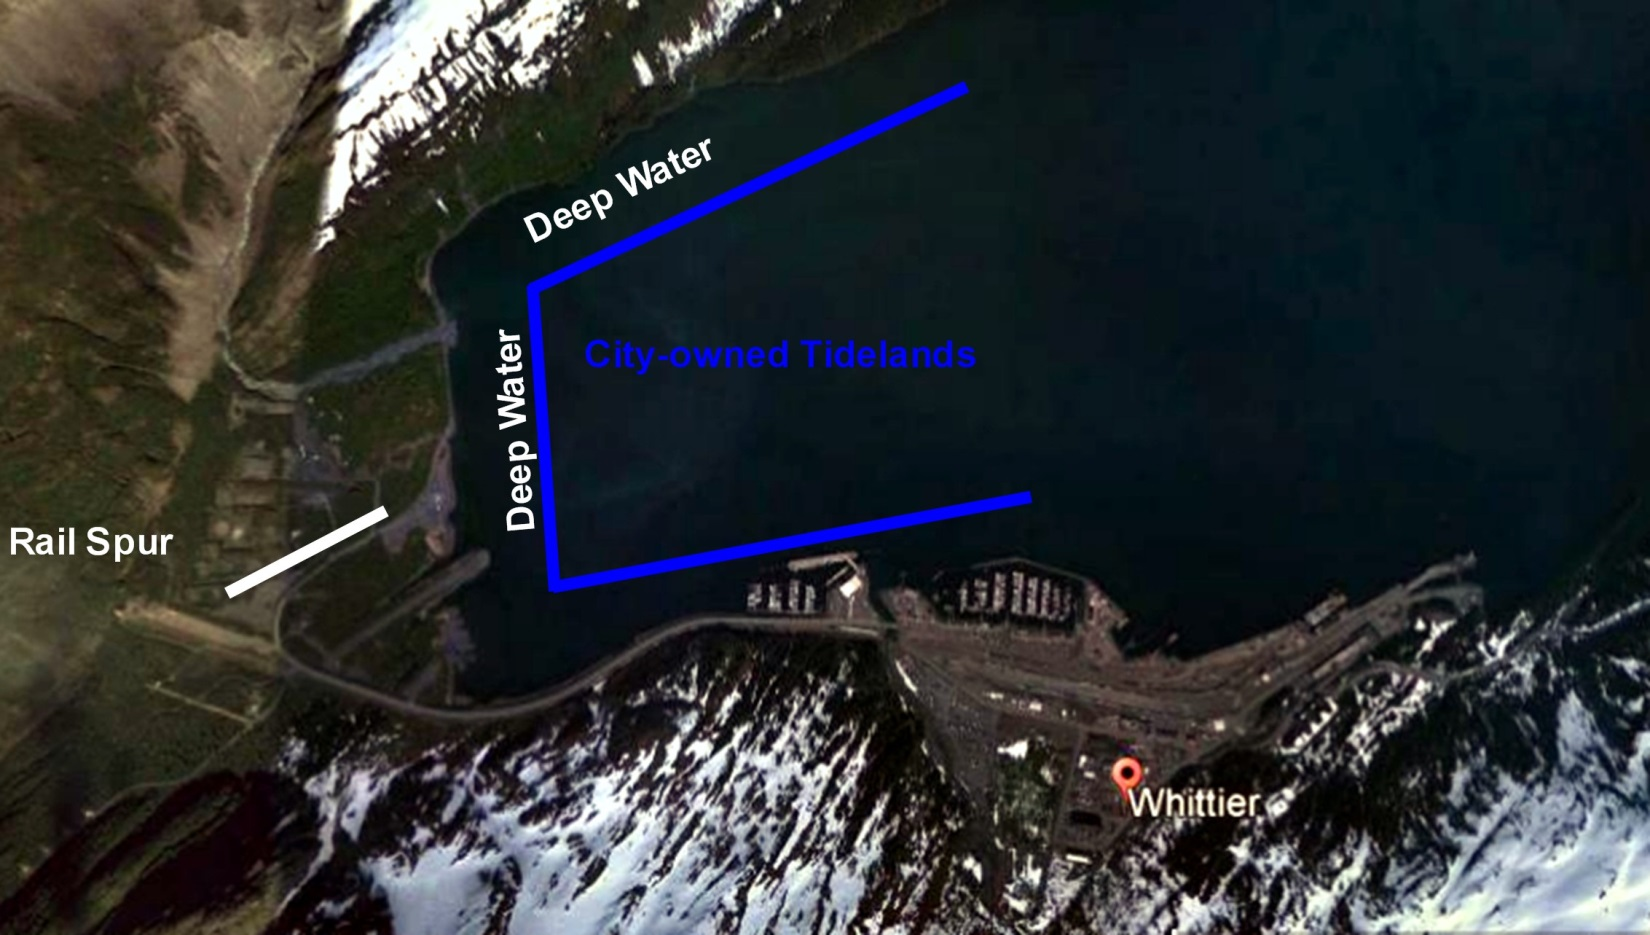 Deep Water
City-owned Tidelands
Deep Water
Rail Spur
Whittier